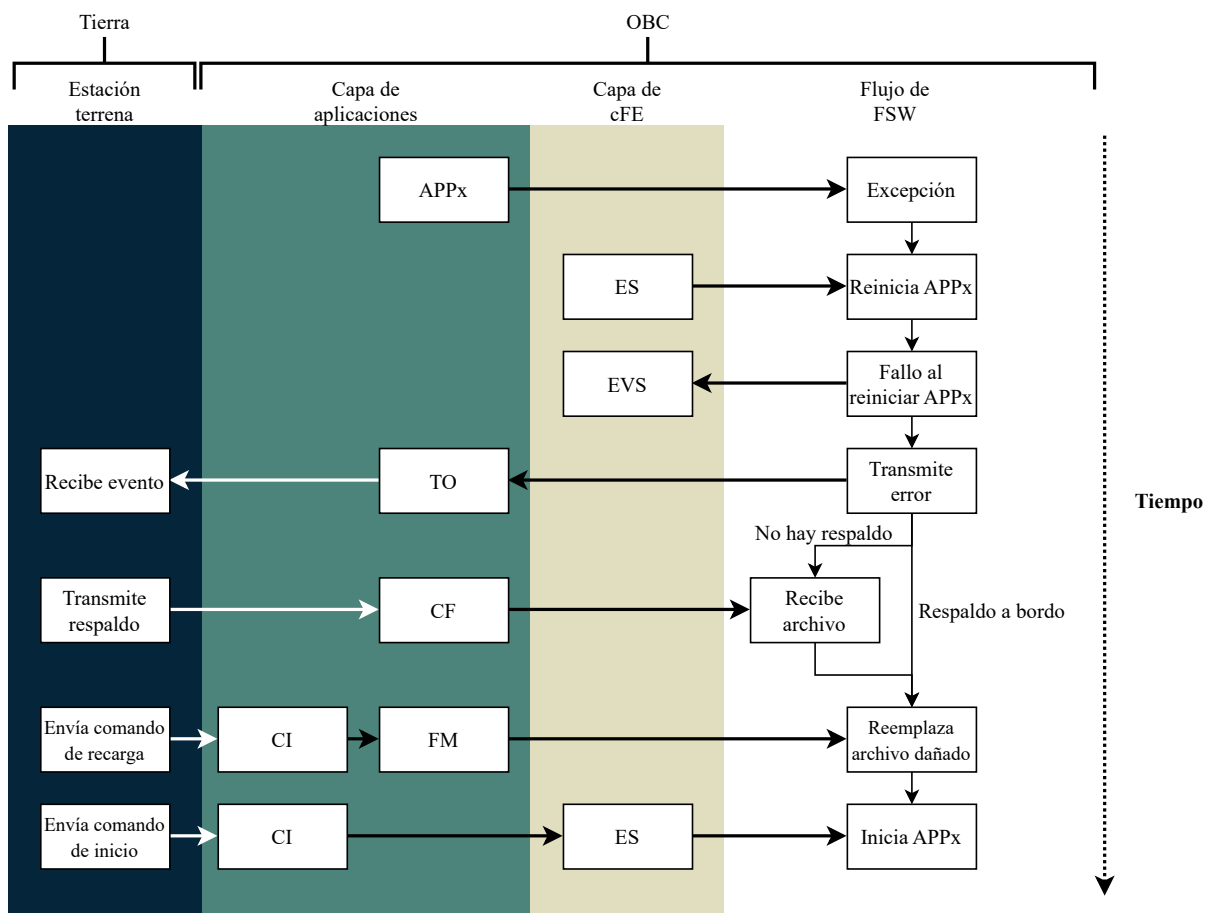 Tierra
OBC
Estación
terrena
Capa de
aplicaciones
Capa de
cFE
Flujo de
FSW
APPx
Excepción
ES
Reinicia APPx
EVS
Fallo al
reiniciar APPx
Recibe evento
TO
Transmite
error
Tiempo
No hay respaldo
Transmite
respaldo
CF
Recibe
archivo
Respaldo a bordo
Envía comando
de recarga
CI
FM
Reemplaza
archivo dañado
Envía comando
de inicio
CI
ES
Inicia APPx